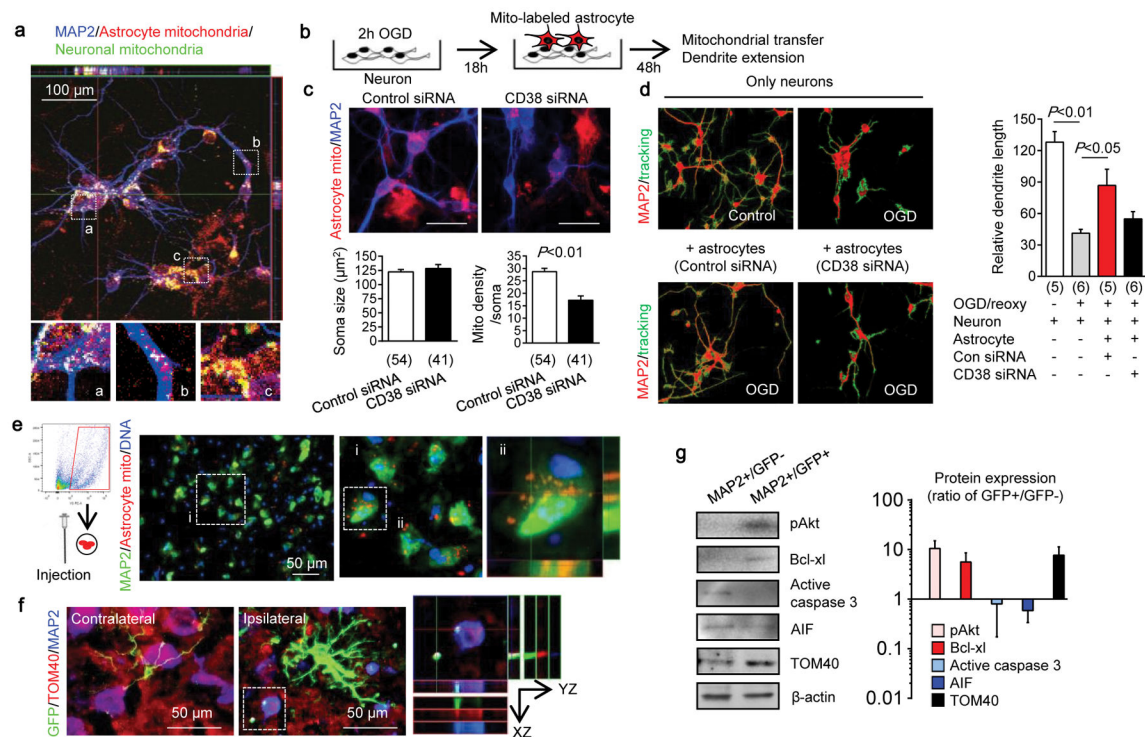 a
MAP2/Astrocyte mitochondria/
Neuronal mitochondria
100 µm
b
a
c
a
b
c
b
2h OGD
Neuron
18h
Mito-labeled astrocyte
48h
Mitochondrial transfer
Dendrite extension
c
Control siRNA
CD38 siRNA
Astrocyte mito/MAP2
Soma size (µm²)
125
100
75
50
25
0
(54)
(41)
Control siRNA
CD38 siRNA
Mito density
/soma
P<0.01
35
30
25
20
15
10
5
0
(54)
(41)
Control siRNA
CD38 siRNA
d
Only neurons
MAP2/tracking
Control
OGD
+ astrocytes
(Control siRNA)
+ astrocytes
(CD38 siRNA)
MAP2/tracking
OGD
OGD
Relative dendrite length
150
120
90
60
30
0
P<0.01
P<0.05
(5) (6) (5) (6)
OGD/reoxy - + + +
Neuron + + + +
Astrocyte - - + +
Con siRNA - - + -
CD38 siRNA - - - +
e
Injection
MAP2/Astrocyte mito/DNA
i
50 µm
i
ii
ii
f
GFP/TOM40/MAP2
Contralateral
50 µm
Ipsilateral
50 µm
YZ
XZ
g
MAP2+/GFP-
MAP2+/GFP+
pAkt
Bcl-xl
Active
caspase 3
AIF
TOM40
β-actin
Protein expression
(ratio of GFP+/GFP-)
100
10
1
0.1
0.01
pAkt
Bcl-xl
Active caspase 3
AIF
TOM40